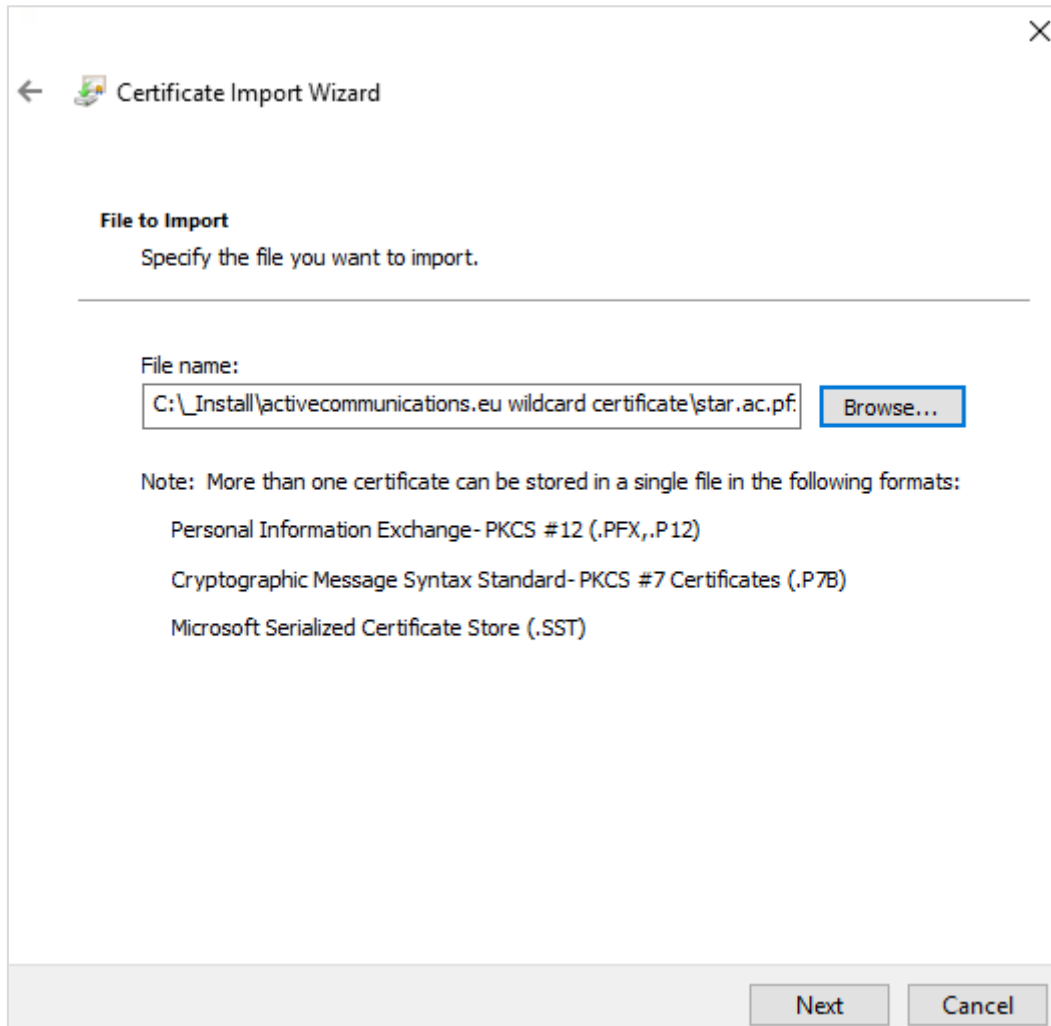 Certificate Import Wizard
File to Import
Specify the file you want to import.
File name:
C:\_Install\activecommunications.eu wildcard certificate\star.ac.pf
Browse...
Note: More than one certificate can be stored in a single file in the following formats:
Personal Information Exchange- PKCS #12 (.PFX,.P12)
Cryptographic Message Syntax Standard- PKCS #7 Certificates (.P7B)
Microsoft Serialized Certificate Store (.SST)
Next
Cancel